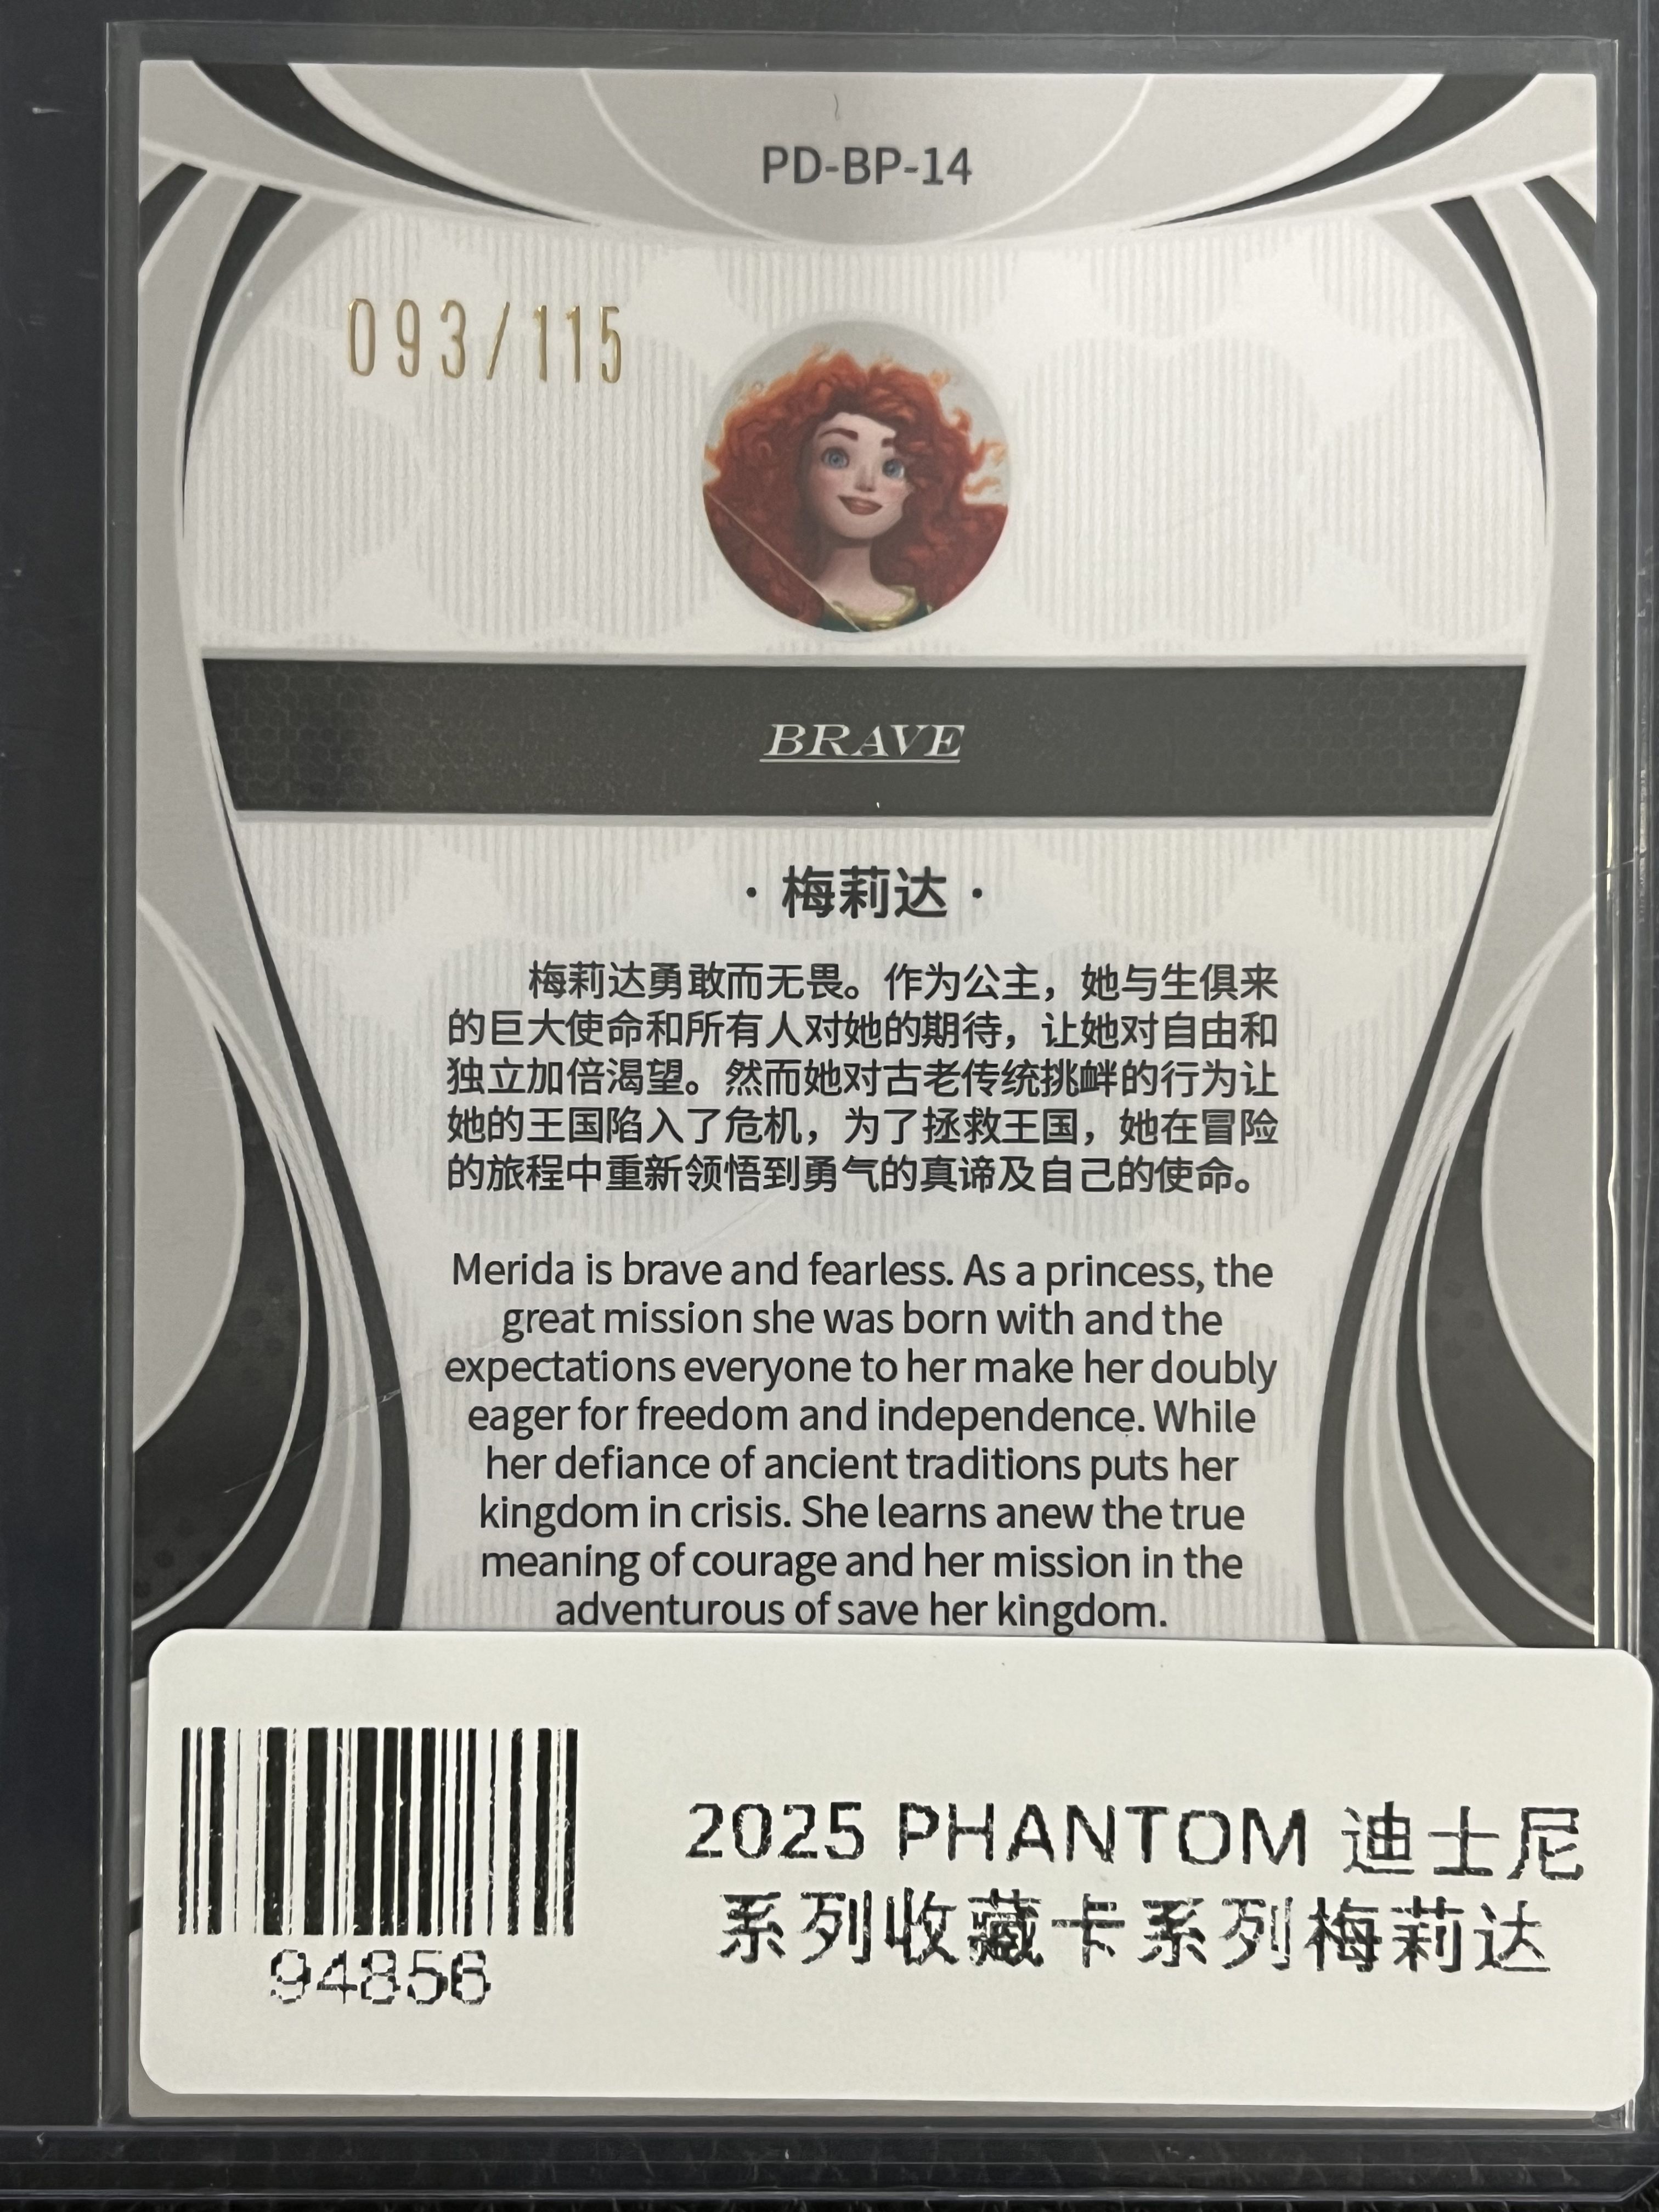 PD-BP-14
093/115
BRAVE
· 梅莉达 ·
梅莉达勇敢而无畏。作为公主，她与生俱来
的巨大使命和所有人对她的期待，让她对自由和
独立加倍渴望。然而她对古老传统挑衅的行为让
她的王国陷入了危机，为了拯救王国，她在冒险
的旅程中重新领悟到勇气的真谛及自己的使命。
Merida is brave and fearless. As a princess, the
great mission she was born with and the
expectations everyone to her make her doubly
eager for freedom and independence. While
her defiance of ancient traditions puts her
kingdom in crisis. She learns anew the true
meaning of courage and her mission in the
adventurous of save her kingdom.
2025 PHANTOM 迪士尼
系列收藏卡系列梅莉达
94856